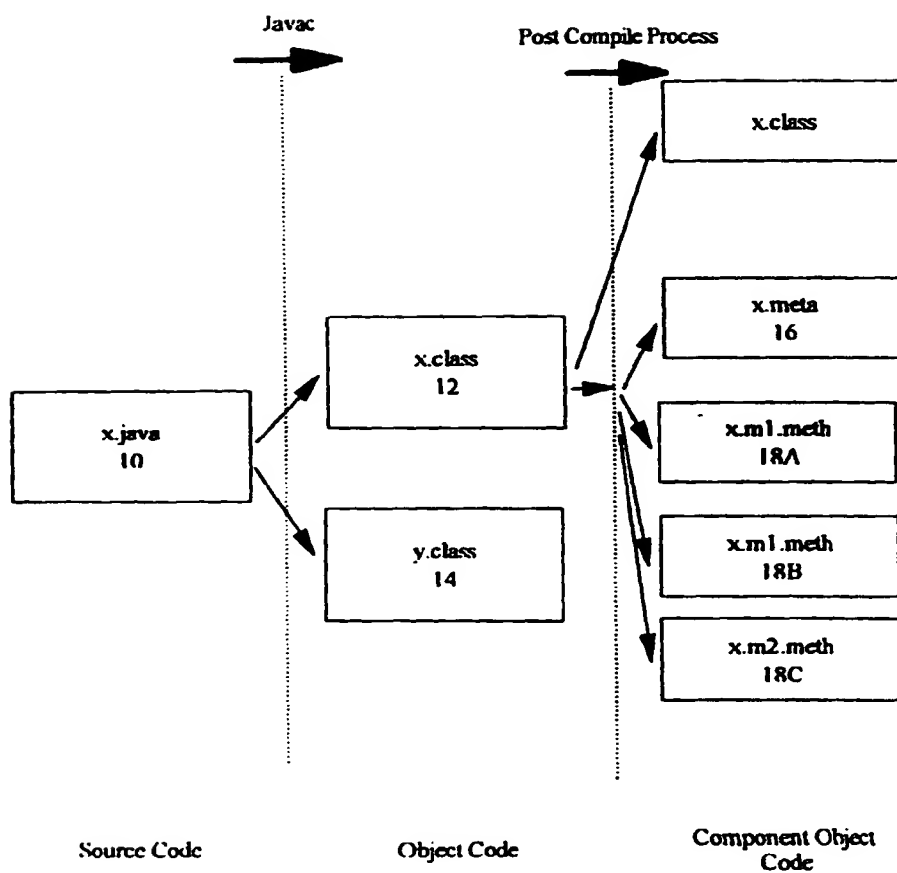 Javac
Post Compile Process
x.class
x.meta
16
x.class
12
x.java
10
x.m1.meth
18A
y.class
14
x.m1.meth
18B
x.m2.meth
18C
Source Code
Object Code
Component Object
Code